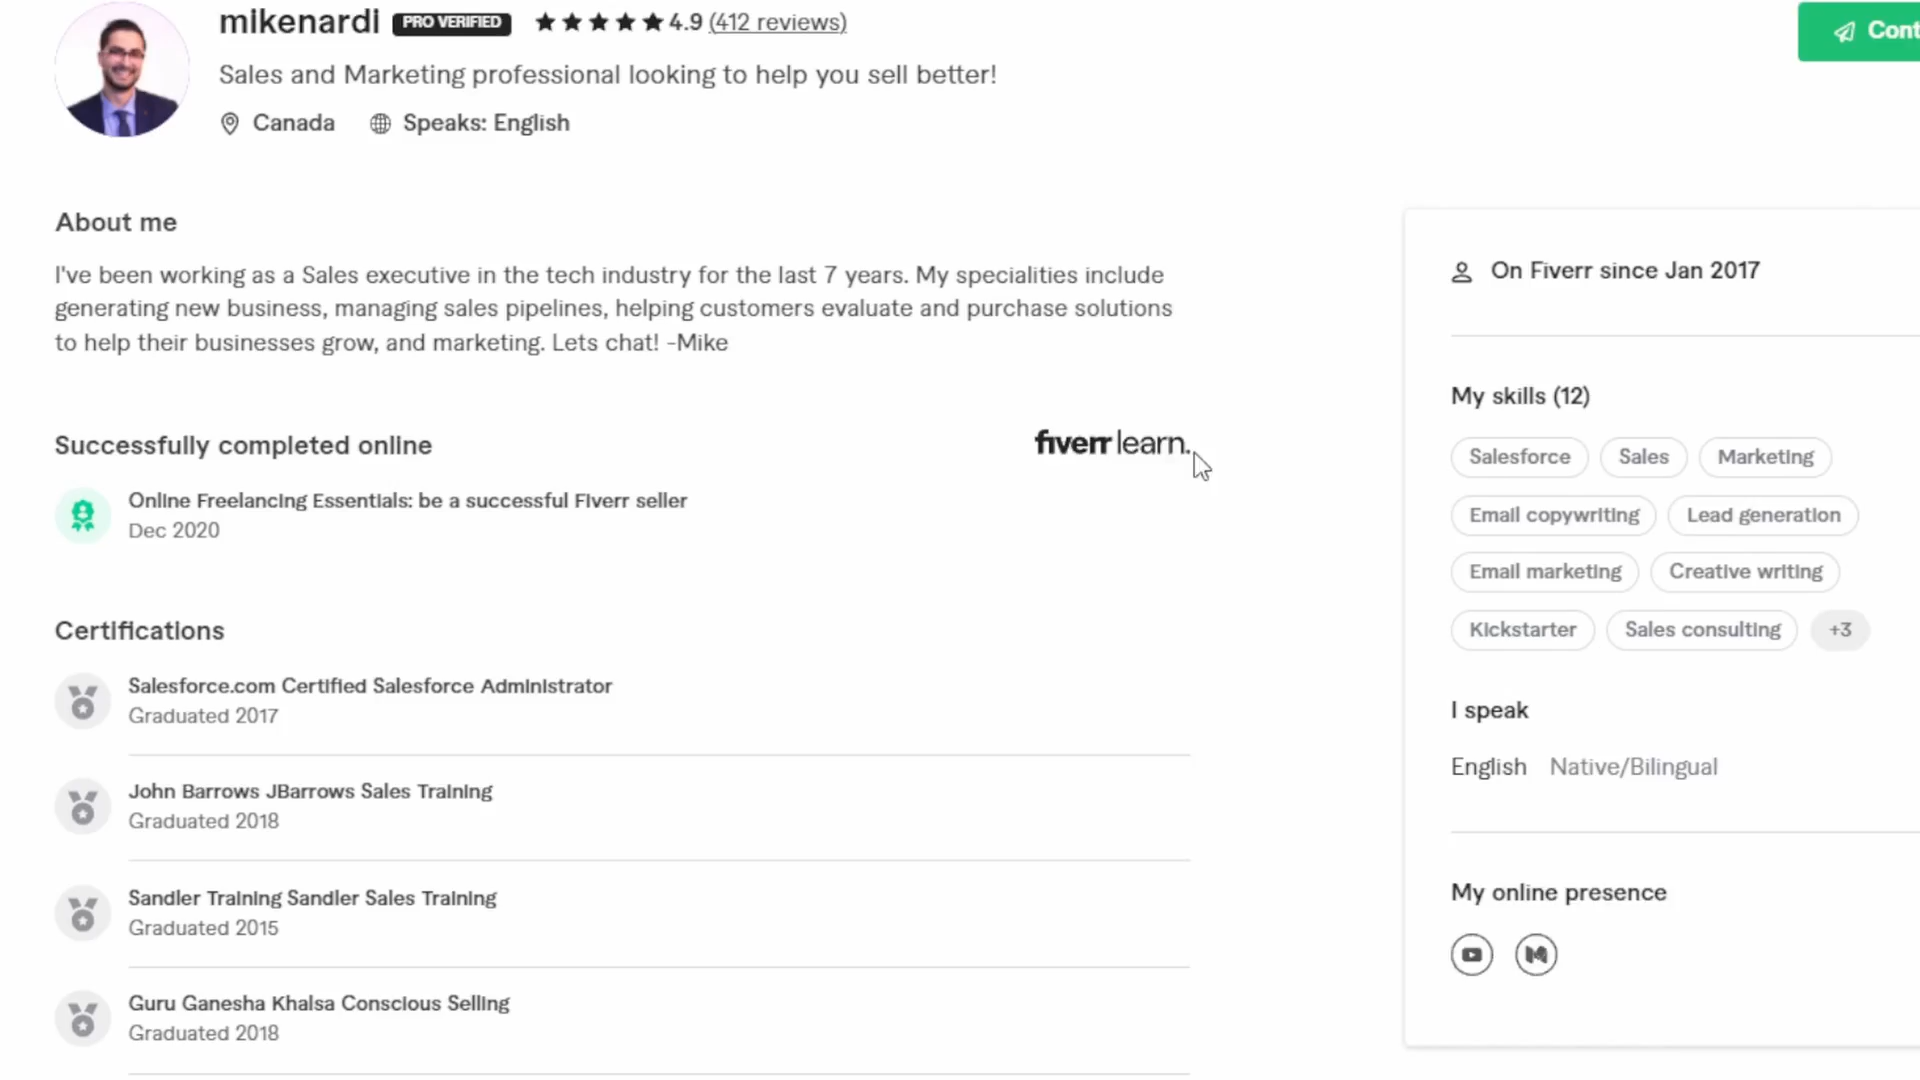 mikenardi PRO VERIFIED 4.9 (412 reviews)
Sales and Marketing professional looking to help you sell better!
Canada Speaks: English
About me
I've been working as a Sales executive in the tech industry for the last 7 years. My specialities include
generating new business, managing sales pipelines, helping customers evaluate and purchase solutions
to help their businesses grow, and marketing. Lets chat! -Mike
Successfully completed online
fiverr learn.
Online Freelancing Essentials: be a successful Fiverr seller
Dec 2020
Certifications
Salesforce.com Certified Salesforce Administrator
Graduated 2017
John Barrows JBarrows Sales Training
Graduated 2018
Sandler Training Sandler Sales Training
Graduated 2015
Guru Ganesha Khalsa Conscious Selling
Graduated 2018
Cont
On Fiverr since Jan 2017
My skills (12)
Salesforce Sales Marketing
Email copywriting Lead generation
Email marketing Creative writing
Kickstarter Sales consulting +3
I speak
English Native/Bilingual
My online presence